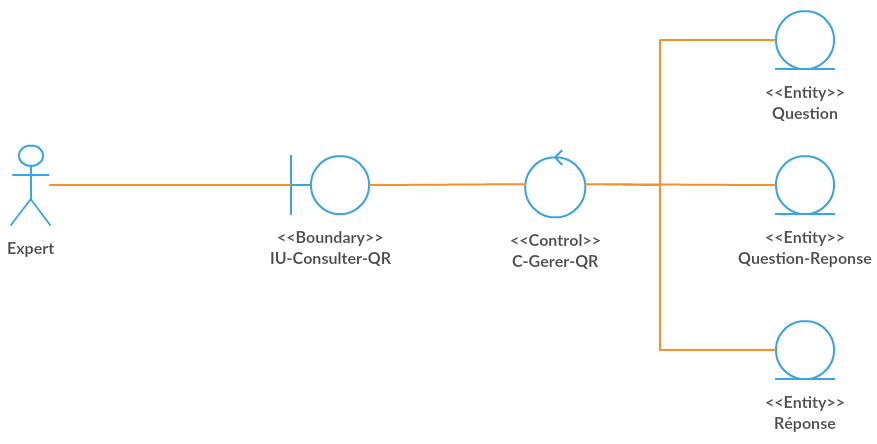 Expert
<<Boundary>>
IU-Consulter-QR
<<Control>>
C-Gerer-QR
<<Entity>>
Question
<<Entity>>
Question-Reponse
<<Entity>>
Réponse